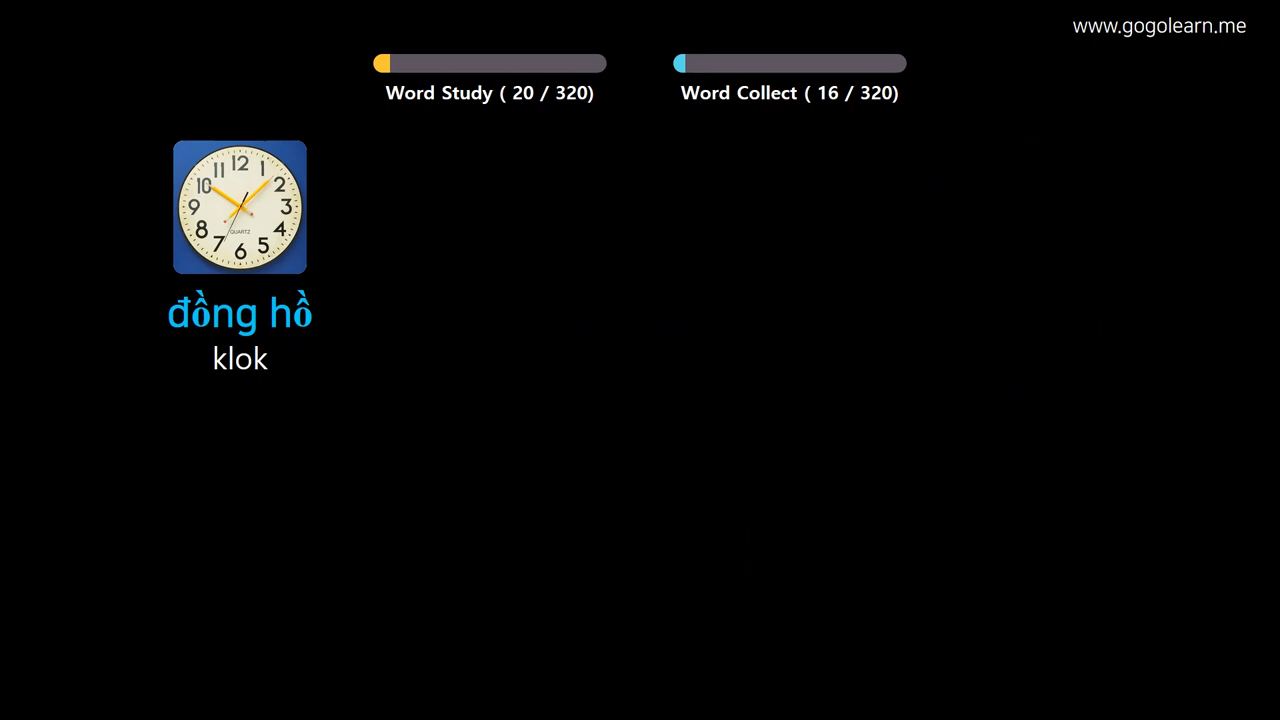 www.gogolearn.me
Word Study ( 20 / 320)
Word Collect ( 16 / 320)
12
11
1
10
2
9
3
8
4
7
5
6
QUARTZ
đồng hồ
klok